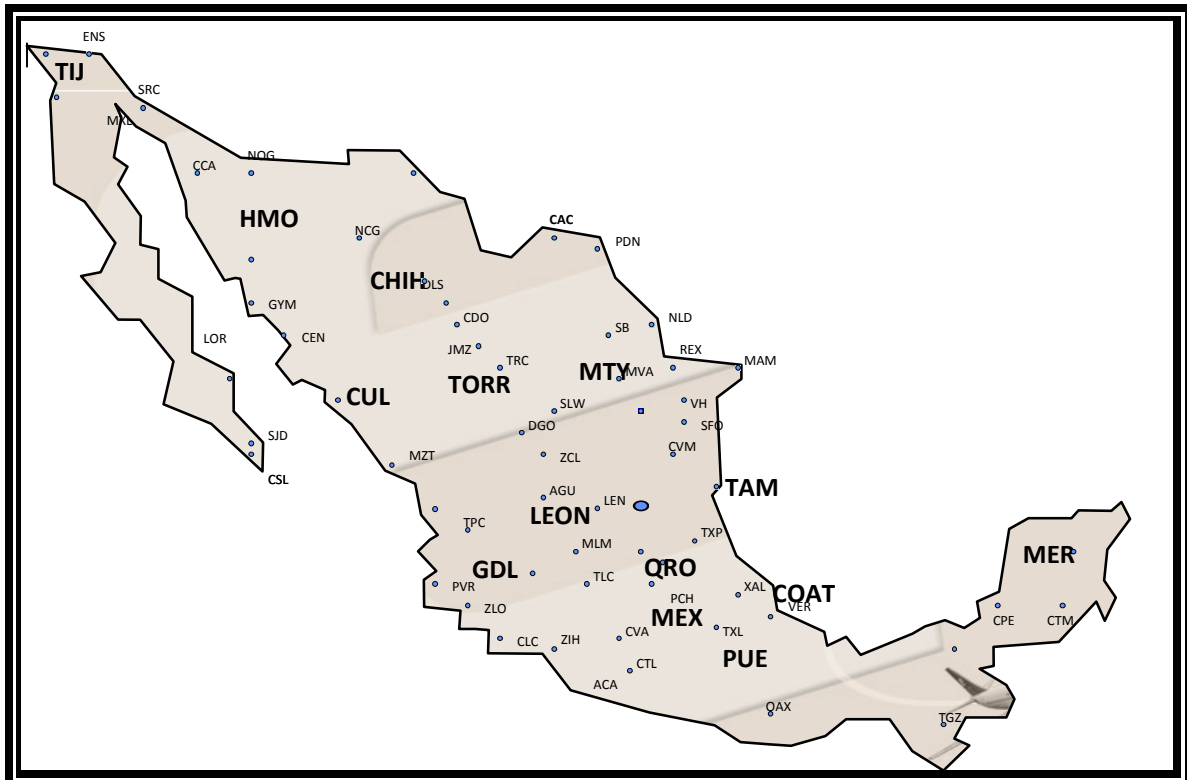 ENS
TIJ
SRC
MXL
NOG
CCA
HMO
CAC
NCG
PDN
CHIH
DLS
GYM
CDO
NLD
SB
CEN
LOR
JMZ
REX
TRC
MAM
MTY
MVA
TORR
CUL
SLW
VH
DGO
SFO
SJD
CVM
MZT
ZCL
CSL
TAM
AGU
LEN
LEON
TPC
TXP
MLM
MER
GDL
QRO
TLC
PVR
XAL
COAT
PCH
VER
ZLO
MEX
CPE
CTM
CVA
TXL
CLC
ZIH
PUE
CTL
ACA
OAX
TGZ